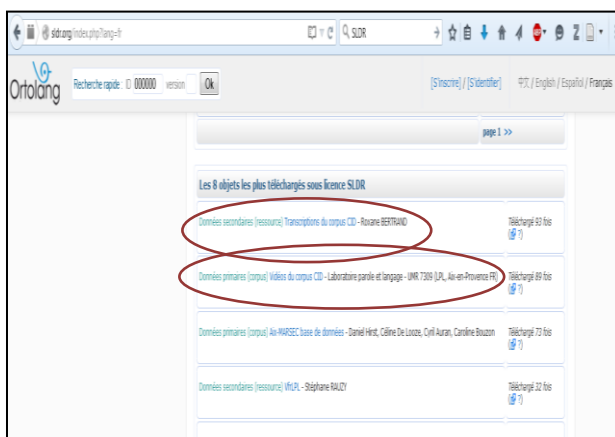 sldr.org/index.php?lang=fr
SLDR
Ortolang
Recherche rapide : ID 000000 version Ok
[S'inscrire] / [S'identifier]
中文 / English / Español / Français
page 1 >>
Les 8 objets les plus téléchargés sous licence SLDR
Données secondaires (ressource) Transcriptions du corpus CID - Roxane BERTRAND
Téléchargé 93 fois
( ?)
Données primaires (corpus) Vidéos du corpus CID - Laboratoire parole et langage - UMR 7309 (LPL, Aix-en-Provence FR)
Téléchargé 89 fois
( ?)
Données primaires (corpus) Aix-MARSEC base de données - Daniel Hirst, Céline De Looze, Cyril Auran, Caroline Bouzon
Téléchargé 73 fois
( ?)
Données secondaires (ressource) VfrLPL - Stéphane RAUZY
Téléchargé 32 fois
( ?)